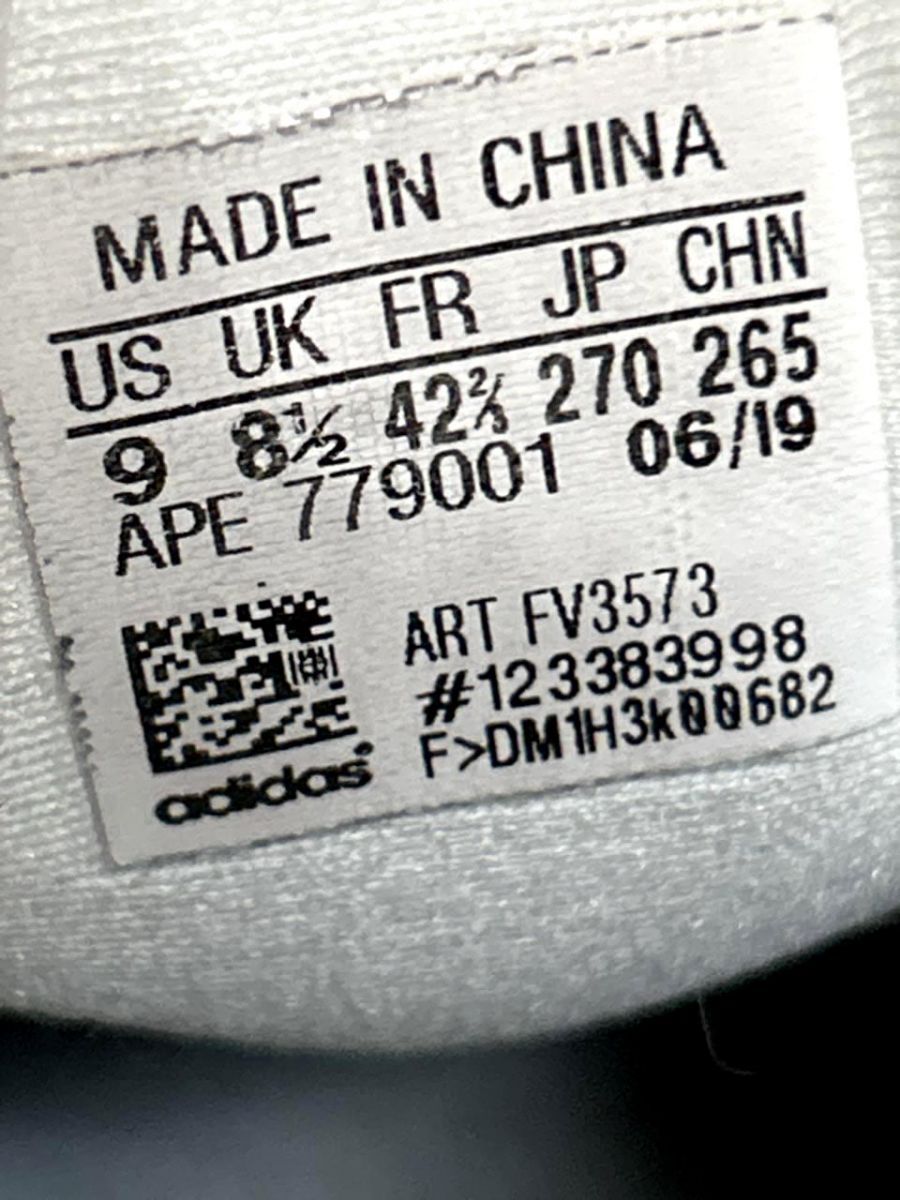 MADE IN CHINA
US UK FR JP CHN
9 8½ 42⅔ 270 265
APE 779001 06/19
ART FV3573
#123383998
F>DM1H3k00682
adidas